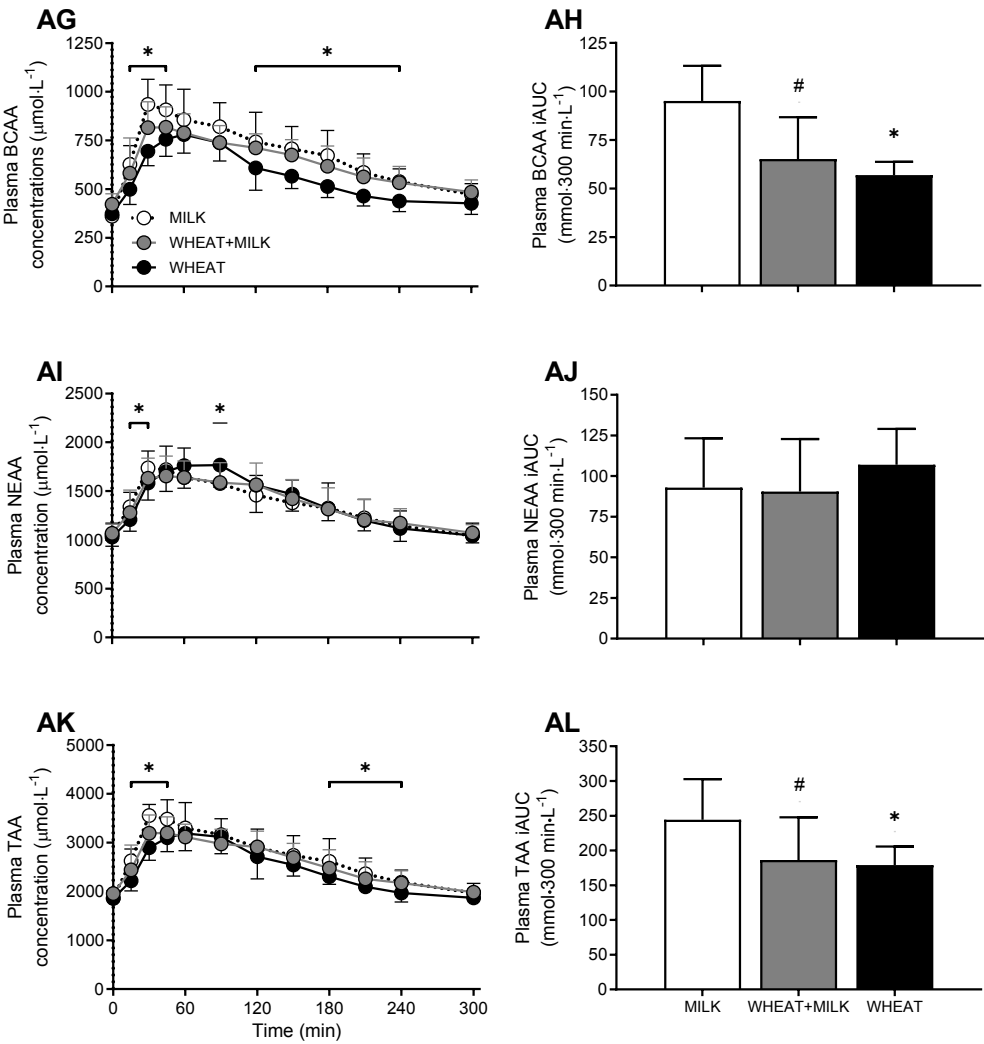 AG
Plasma BCAA
concentrations (μmol·L⁻¹)
1250
1000
750
500
250
0
*
*
MILK
WHEAT+MILK
WHEAT
AH
Plasma BCAA iAUC
(mmol·300 min·L⁻¹)
125
100
75
50
25
0
#
*
AI
Plasma NEAA
concentration (μmol·L⁻¹)
2500
2000
1500
1000
500
0
*
*
AJ
Plasma NEAA iAUC
(mmol·300 min·L⁻¹)
150
125
100
75
50
25
0
AK
Plasma TAA
concentration (μmol·L⁻¹)
5000
4000
3000
2000
1000
0
*
*
0 60 120 180 240 300
Time (min)
AL
Plasma TAA iAUC
(mmol·300 min·L⁻¹)
350
300
250
200
150
100
50
0
#
*
MILK WHEAT+MILK WHEAT